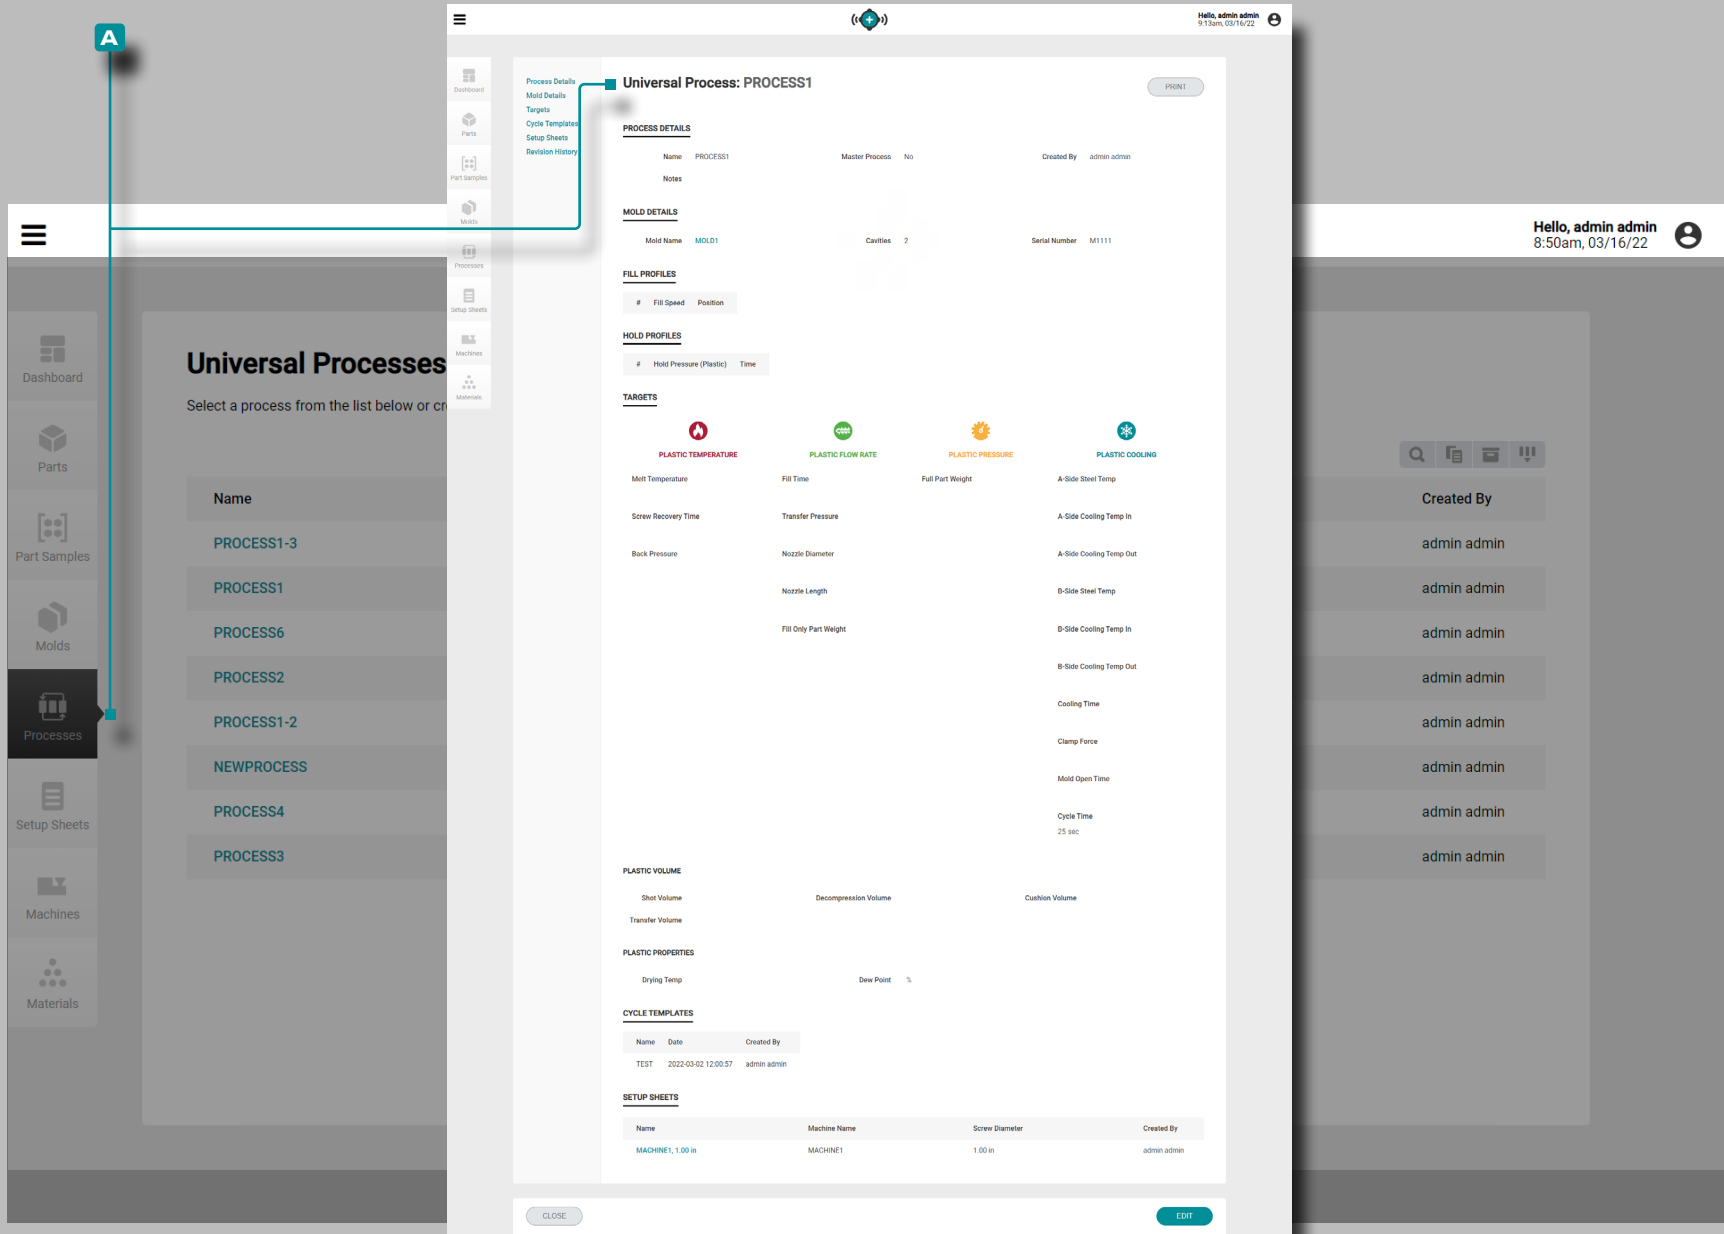 A
Hello, admin admin
9:13am, 03/16/22
Dashboard
Parts
Part Samples
Molds
Processes
Setup Sheets
Machines
Materials
Process Details
Mold Details
Targets
Cycle Templates
Setup Sheets
Revision History
Universal Process: PROCESS1
PRINT
PROCESS DETAILS
Name PROCESS1 Master Process No Created By admin admin
Notes
MOLD DETAILS
Mold Name MOLD1 Cavities 2 Serial Number M1111
FILL PROFILES
# Fill Speed Position
HOLD PROFILES
# Hold Pressure (Plastic) Time
TARGETS
PLASTIC TEMPERATURE PLASTIC FLOW RATE PLASTIC PRESSURE PLASTIC COOLING
Melt Temperature Fill Time Full Part Weight A-Side Steel Temp
Screw Recovery Time Transfer Pressure A-Side Cooling Temp In
Back Pressure Nozzle Diameter A-Side Cooling Temp Out
Nozzle Length B-Side Steel Temp
Fill Only Part Weight B-Side Cooling Temp In
B-Side Cooling Temp Out
Cooling Time
Clamp Force
Mold Open Time
Cycle Time
25 sec
PLASTIC VOLUME
Shot Volume Decompression Volume Cushion Volume
Transfer Volume
PLASTIC PROPERTIES
Drying Temp Dew Point %
CYCLE TEMPLATES
Name Date Created By
TEST 2022-03-02 12:00:57 admin admin
SETUP SHEETS
Name Machine Name Screw Diameter Created By
MACHINE1, 1.00 in MACHINE1 1.00 in admin admin
CLOSE EDIT
Hello, admin admin
8:50am, 03/16/22
Dashboard
Parts
Part Samples
Molds
Processes
Setup Sheets
Machines
Materials
Universal Processes
Select a process from the list below or cr
Name Created By
PROCESS1-3 admin admin
PROCESS1 admin admin
PROCESS6 admin admin
PROCESS2 admin admin
PROCESS1-2 admin admin
NEWPROCESS admin admin
PROCESS4 admin admin
PROCESS3 admin admin